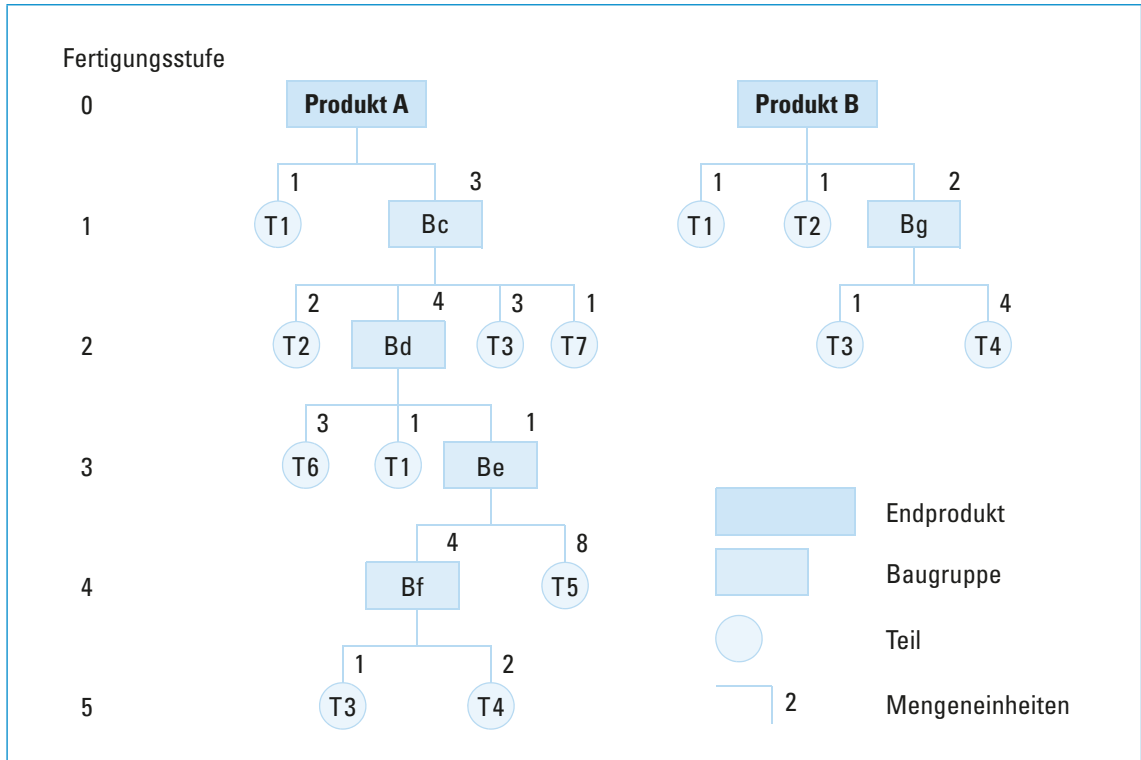 Fertigungsstufe
0 Produkt A Produkt B
1 3 1 1 2
1 T1 Bc T1 T2 Bg
2 4 3 1 1 4
2 T2 Bd T3 T7 T3 T4
3 1 1
3 T6 T1 Be
Endprodukt
4 8
4 Bf T5 Baugruppe
Teil
1 2
5 T3 T4 2 Mengeneinheiten